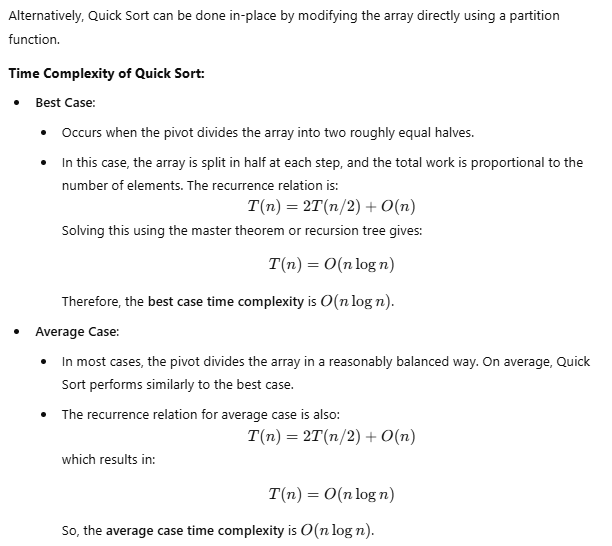 Alternatively, Quick Sort can be done in-place by modifying the array directly using a partition
function.
Time Complexity of Quick Sort:
• Best Case:
• Occurs when the pivot divides the array into two roughly equal halves.
• In this case, the array is split in half at each step, and the total work is proportional to the
number of elements. The recurrence relation is:
T(n) = 2T(n/2) + O(n)
Solving this using the master theorem or recursion tree gives:
T(n) = O(n log n)
Therefore, the best case time complexity is O(n log n).
• Average Case:
• In most cases, the pivot divides the array in a reasonably balanced way. On average, Quick
Sort performs similarly to the best case.
• The recurrence relation for average case is also:
T(n) = 2T(n/2) + O(n)
which results in:
T(n) = O(n log n)
So, the average case time complexity is O(n log n).